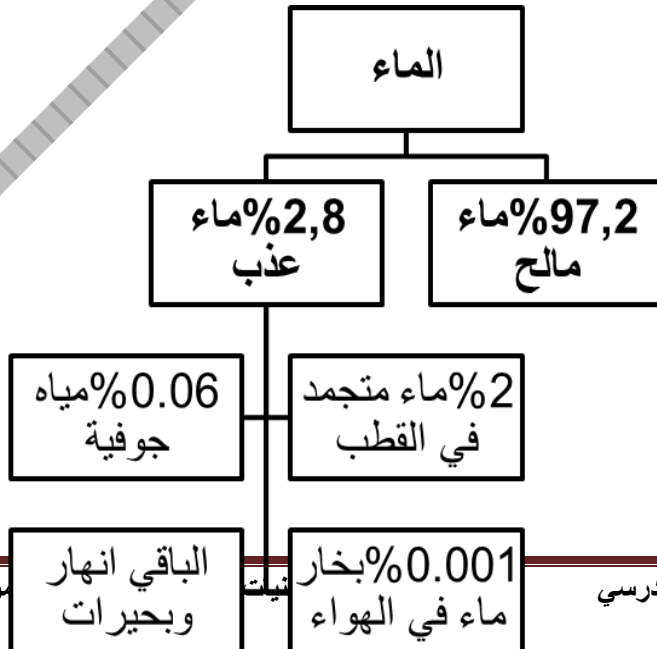 الماء
97,2%ماء
مالح
2,8%ماء
عذب
2%ماء متجمد
في القطب
0.06%مياه
جوفية
0.001%بخار
ماء في الهواء
الباقي انهار
وبحيرات